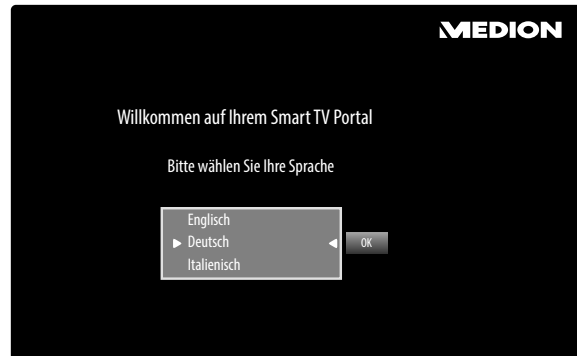 MEDION
Willkommen auf Ihrem Smart TV Portal
Bitte wählen Sie Ihre Sprache
Englisch
Deutsch
OK
Italienisch